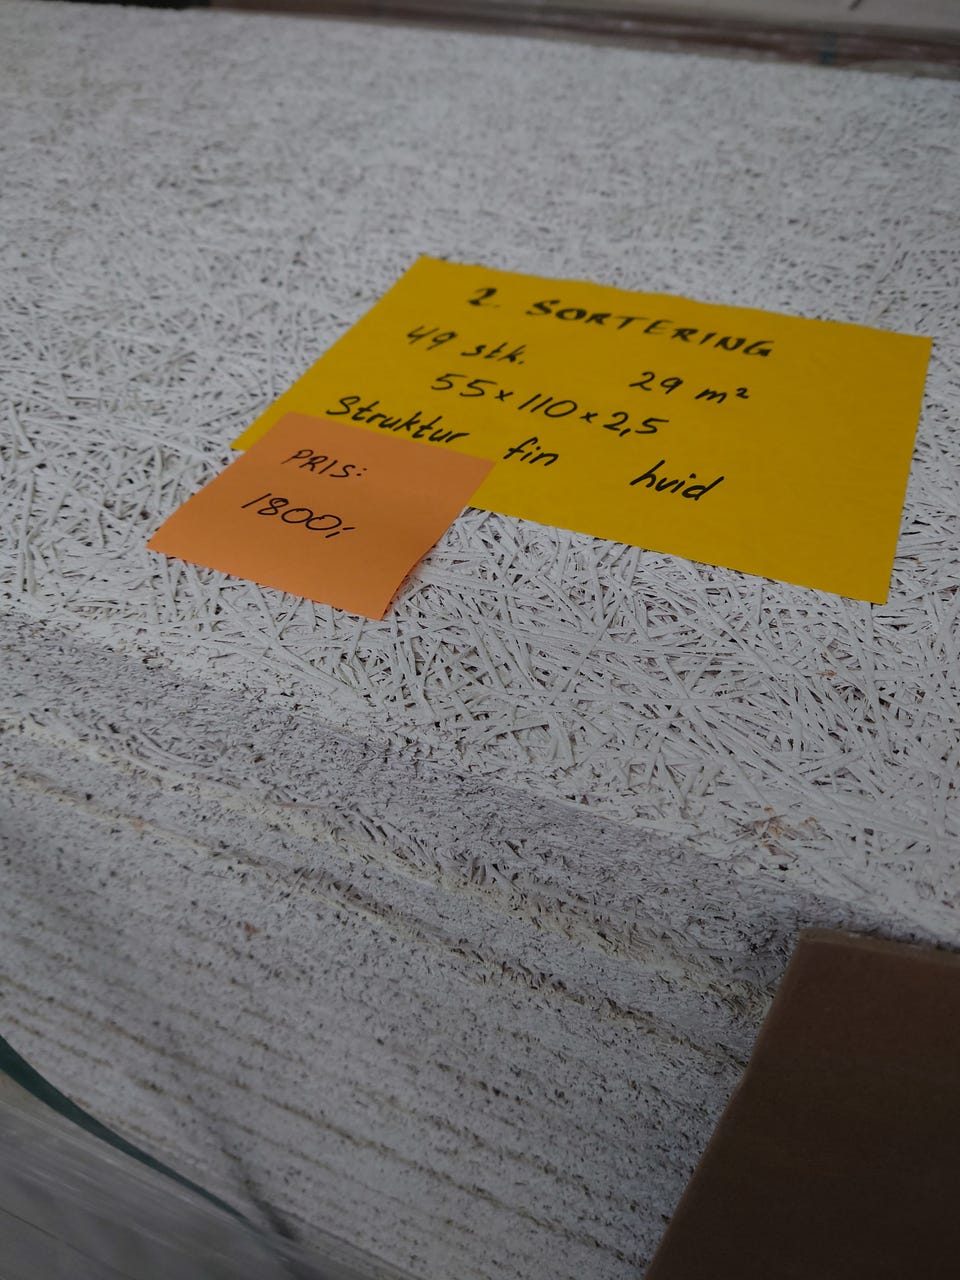 2. SORTERING
49 stk. 29 m²
55 x 110 x 2,5
Struktur fin hvid
PRIS:
1800,-